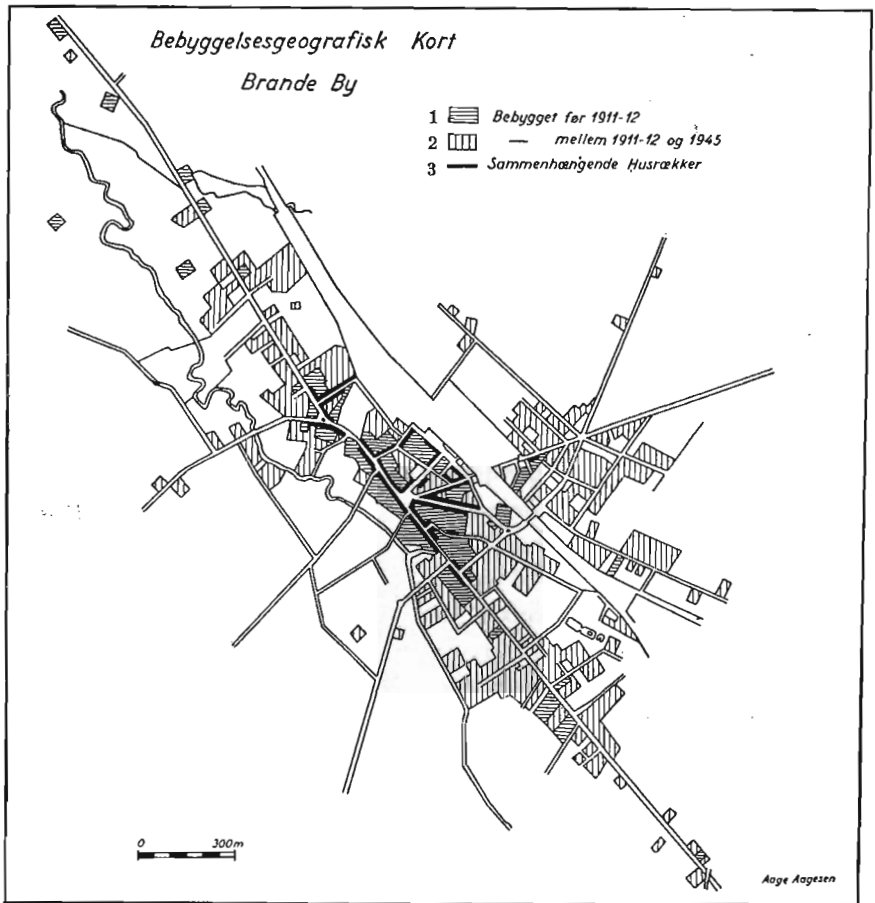 Bebyggelsesgeografisk Kort
Brande By
1 Bebygget før 1911-12
2 — mellem 1911-12 og 1945
3 Sammenhængende Husrækker
0 300m
Aage Aagesen